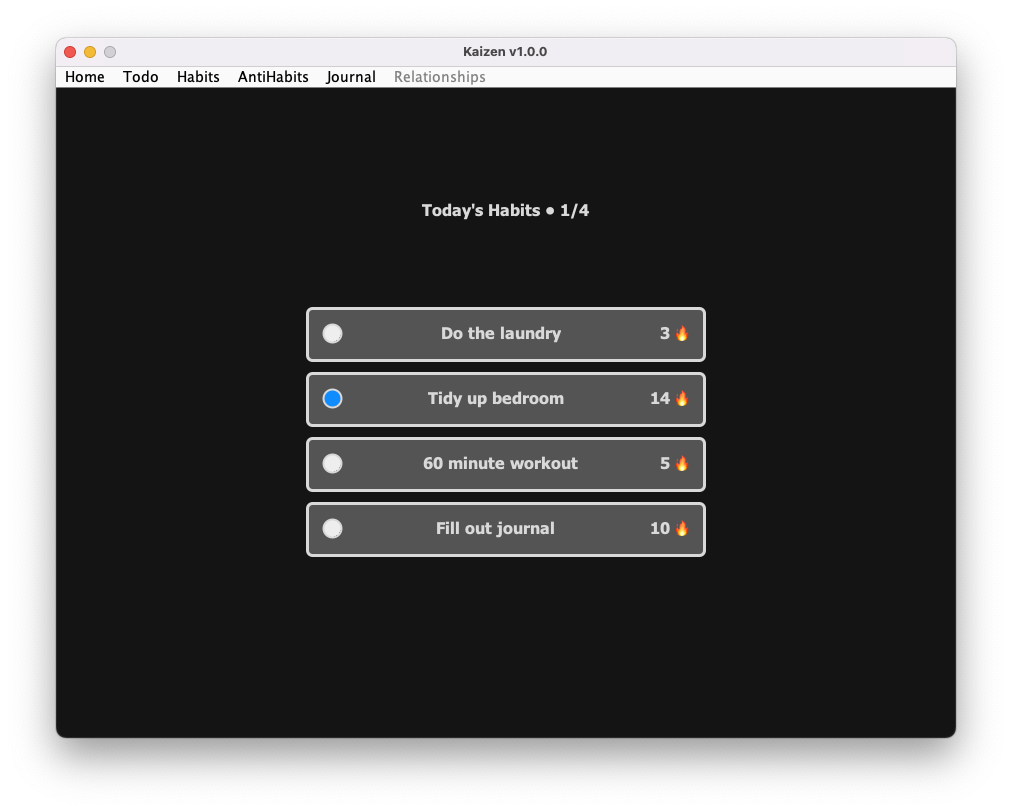 Kaizen v1.0.0
Home Todo Habits AntiHabits Journal Relationships
Today's Habits • 1/4
Do the laundry 3 🔥
Tidy up bedroom 14 🔥
60 minute workout 5 🔥
Fill out journal 10 🔥